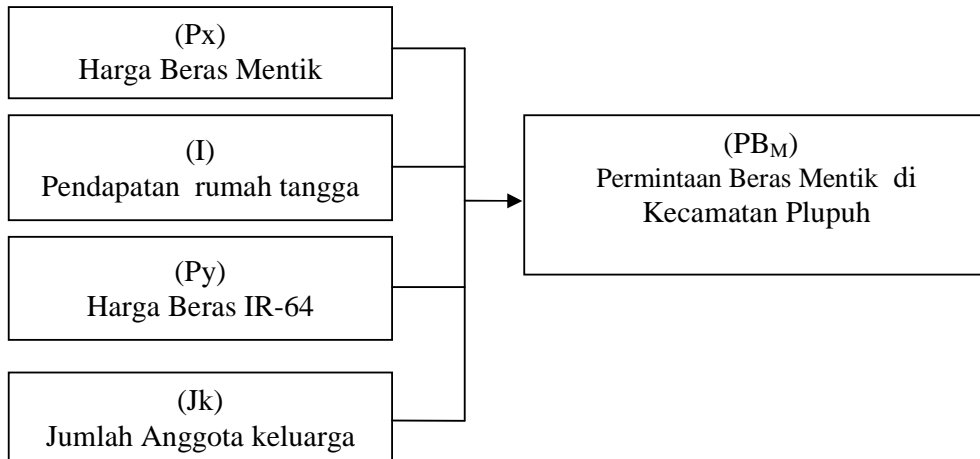 (Px)
Harga Beras Mentik
(I)
Pendapatan rumah tangga
(Py)
Harga Beras IR-64
(Jk)
Jumlah Anggota keluarga
(PBM)
Permintaan Beras Mentik di
Kecamatan Plupuh